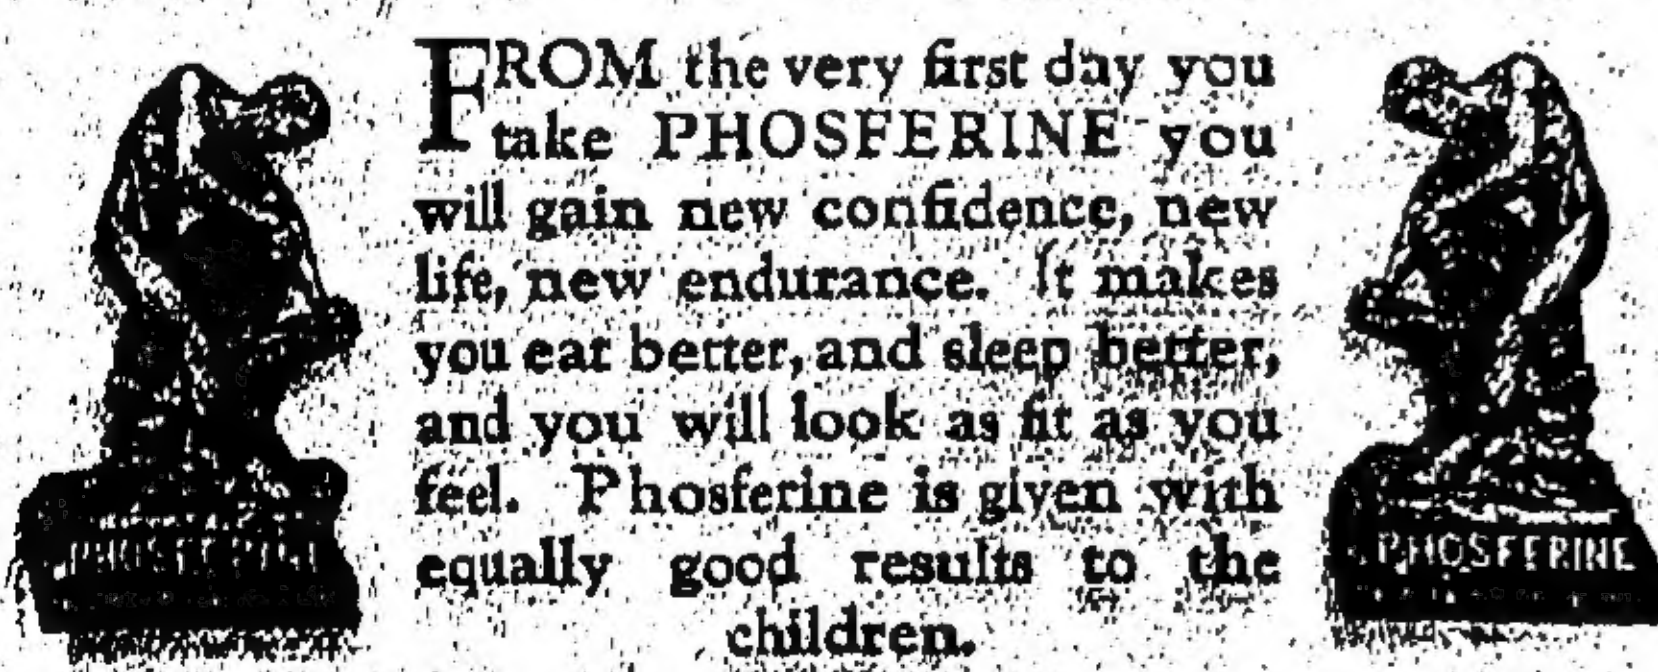 FROM the very first day you
take PHOSFERINE you
will gain new confidence, new
life, new endurance. It makes
you eat better, and sleep better,
and you will look as fit as you
feel. Phosferine is given with
equally good results to the
children.
PHOSFERINE
PHOSFERINE